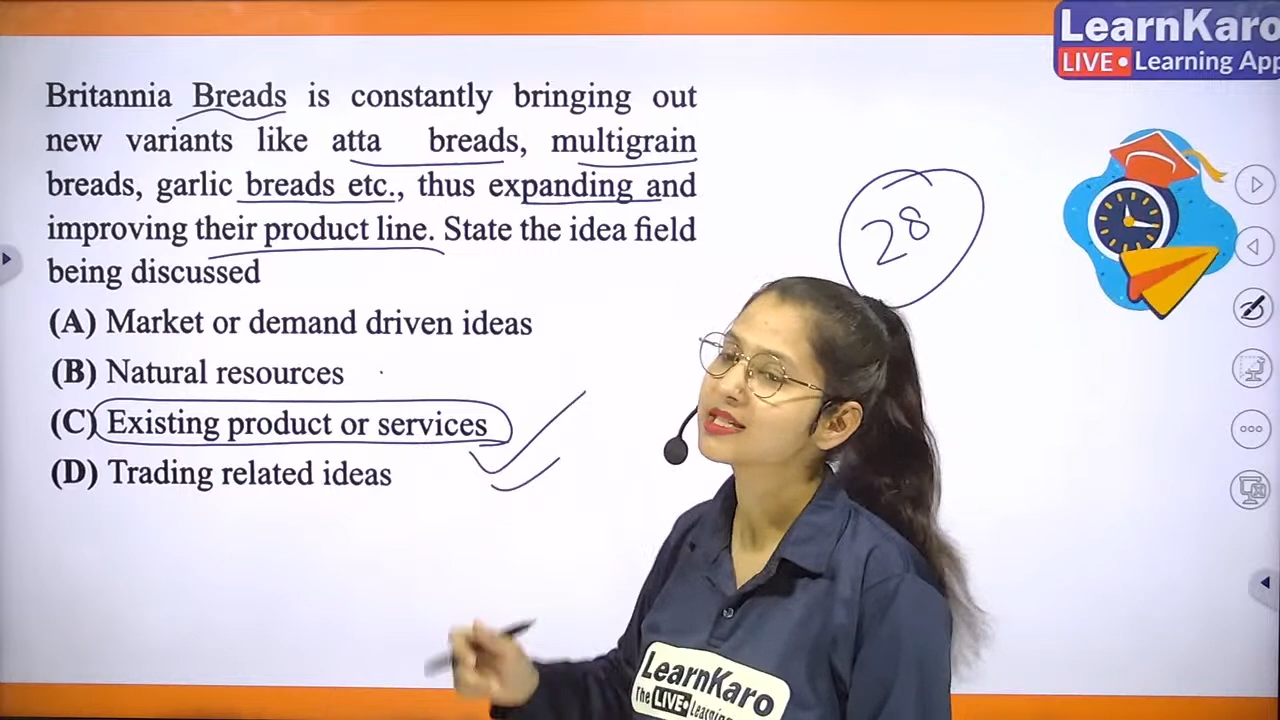 LearnKaro
LIVE • Learning App
Britannia Breads is constantly bringing out
new variants like atta breads, multigrain
breads, garlic breads etc., thus expanding and
improving their product line. State the idea field
being discussed
(A) Market or demand driven ideas
(B) Natural resources
(C) Existing product or services
(D) Trading related ideas
28
LearnKaro
The LIVE•